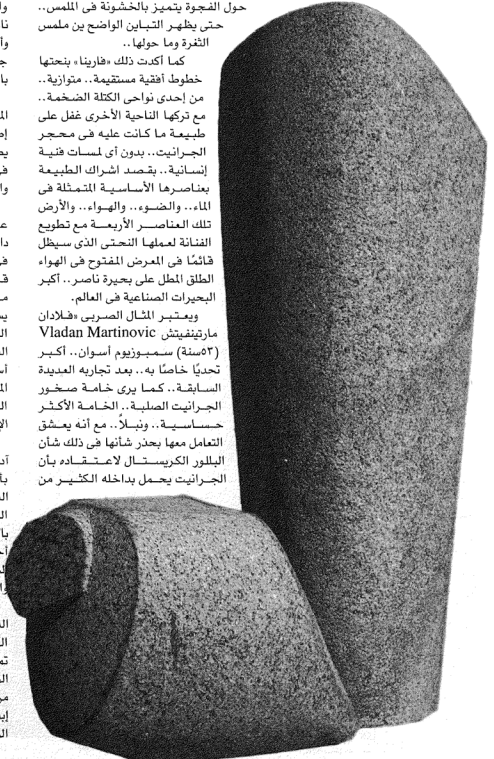 حول الفجوة يتميز بالخشونة فى الملمس..
حتى يظهر التباين الواضح بن ملمس
الثغرة وما حولها..
كما أكدت ذلك «فارينا» بنحتها
خطوط أفقية مستقيمة.. متوازية..
من إحدى نواحى الكتلة الضخمة..
مع تركها الناحية الأخرى غفل على
طبيعة ما كانت عليه فى محجر
الجرانيت.. بدون أى لمسات فنية
إنسانية.. بقصد اشراك الطبيعة
بعناصرها الأساسية المتمثلة فى
الماء.. والضوء.. والهواء.. والأرض
تلك العناصر الأربعة مع تطويع
الفنانة لعملها النحتى الذى سيظل
قائمًا فى المعرض المفتوح فى الهواء
الطلق المطل على بحيرة ناصر.. أكبر
البحيرات الصناعية فى العالم.
ويعتبر المثال الصربى «فلادان
مارتينفيتش Vladan Martinovic
(٥٣سنة) سمبوزيوم أسوان.. أكبر
تحديًا خاصًا به.. بعد تجاربه العديدة
السابقة.. كما يرى خامة صخور
الجرانيت الصلبة.. الخامة الأكثر
حساسية.. ونبلاً.. مع أنه يعشق
التعامل معها بحذر شأنها فى ذلك شأن
البللور الكريستال لاعتقاده بأن
الجرانيت يحمل بداخله الكثير من